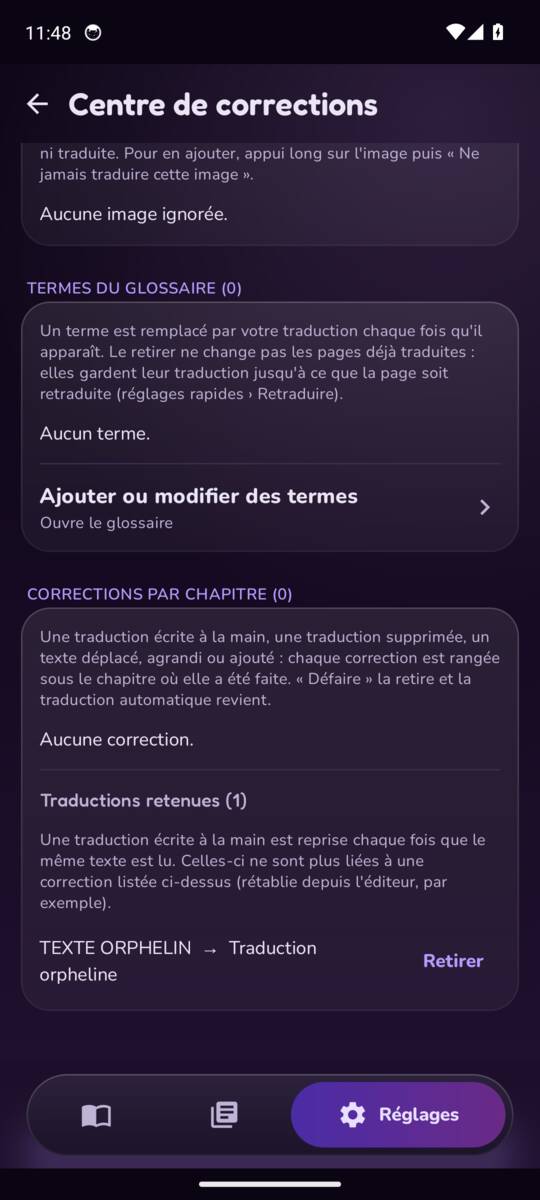 11:48
Centre de corrections
ni traduite. Pour en ajouter, appui long sur l'image puis « Ne
jamais traduire cette image ».
Aucune image ignorée.
TERMES DU GLOSSAIRE (0)
Un terme est remplacé par votre traduction chaque fois qu'il
apparaît. Le retirer ne change pas les pages déjà traduites :
elles gardent leur traduction jusqu'à ce que la page soit
retraduite (réglages rapides › Retraduire).
Aucun terme.
Ajouter ou modifier des termes
Ouvre le glossaire
CORRECTIONS PAR CHAPITRE (0)
Une traduction écrite à la main, une traduction supprimée, un
texte déplacé, agrandi ou ajouté : chaque correction est rangée
sous le chapitre où elle a été faite. « Défaire » la retire et la
traduction automatique revient.
Aucune correction.
Traductions retenues (1)
Une traduction écrite à la main est reprise chaque fois que le
même texte est lu. Celles-ci ne sont plus liées à une
correction listée ci-dessus (rétablie depuis l'éditeur, par
exemple).
TEXTE ORPHELIN → Traduction
orpheline
Retirer
Réglages